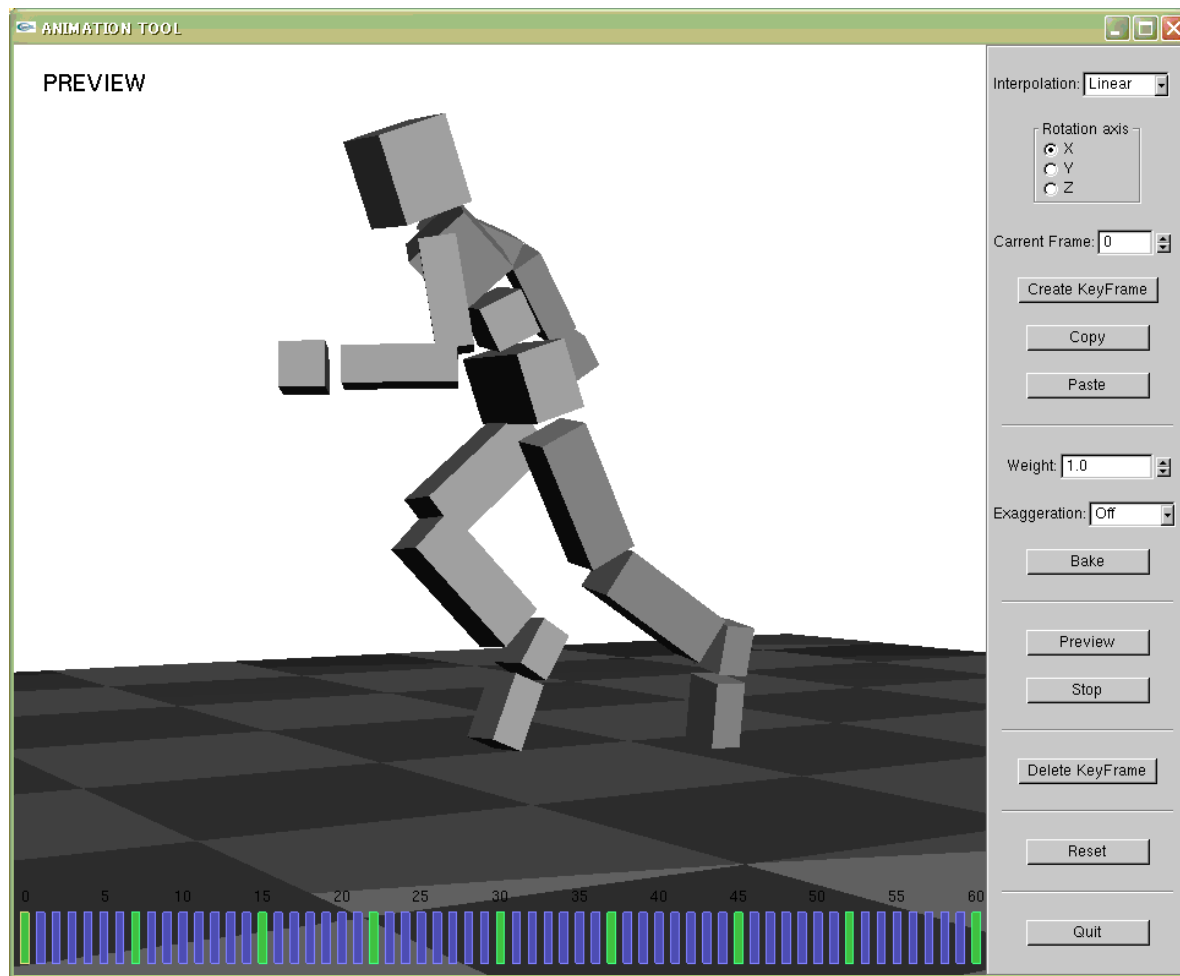 ANIMATION TOOL
PREVIEW
Interpolation: Linear
Rotation axis
X
Y
Z
Carrent Frame: 0
Create KeyFrame
Copy
Paste
Weight: 1.0
Exaggeration: Off
Bake
Preview
Stop
Delete KeyFrame
Reset
Quit
0 5 10 15 20 25 30 35 40 45 50 55 60